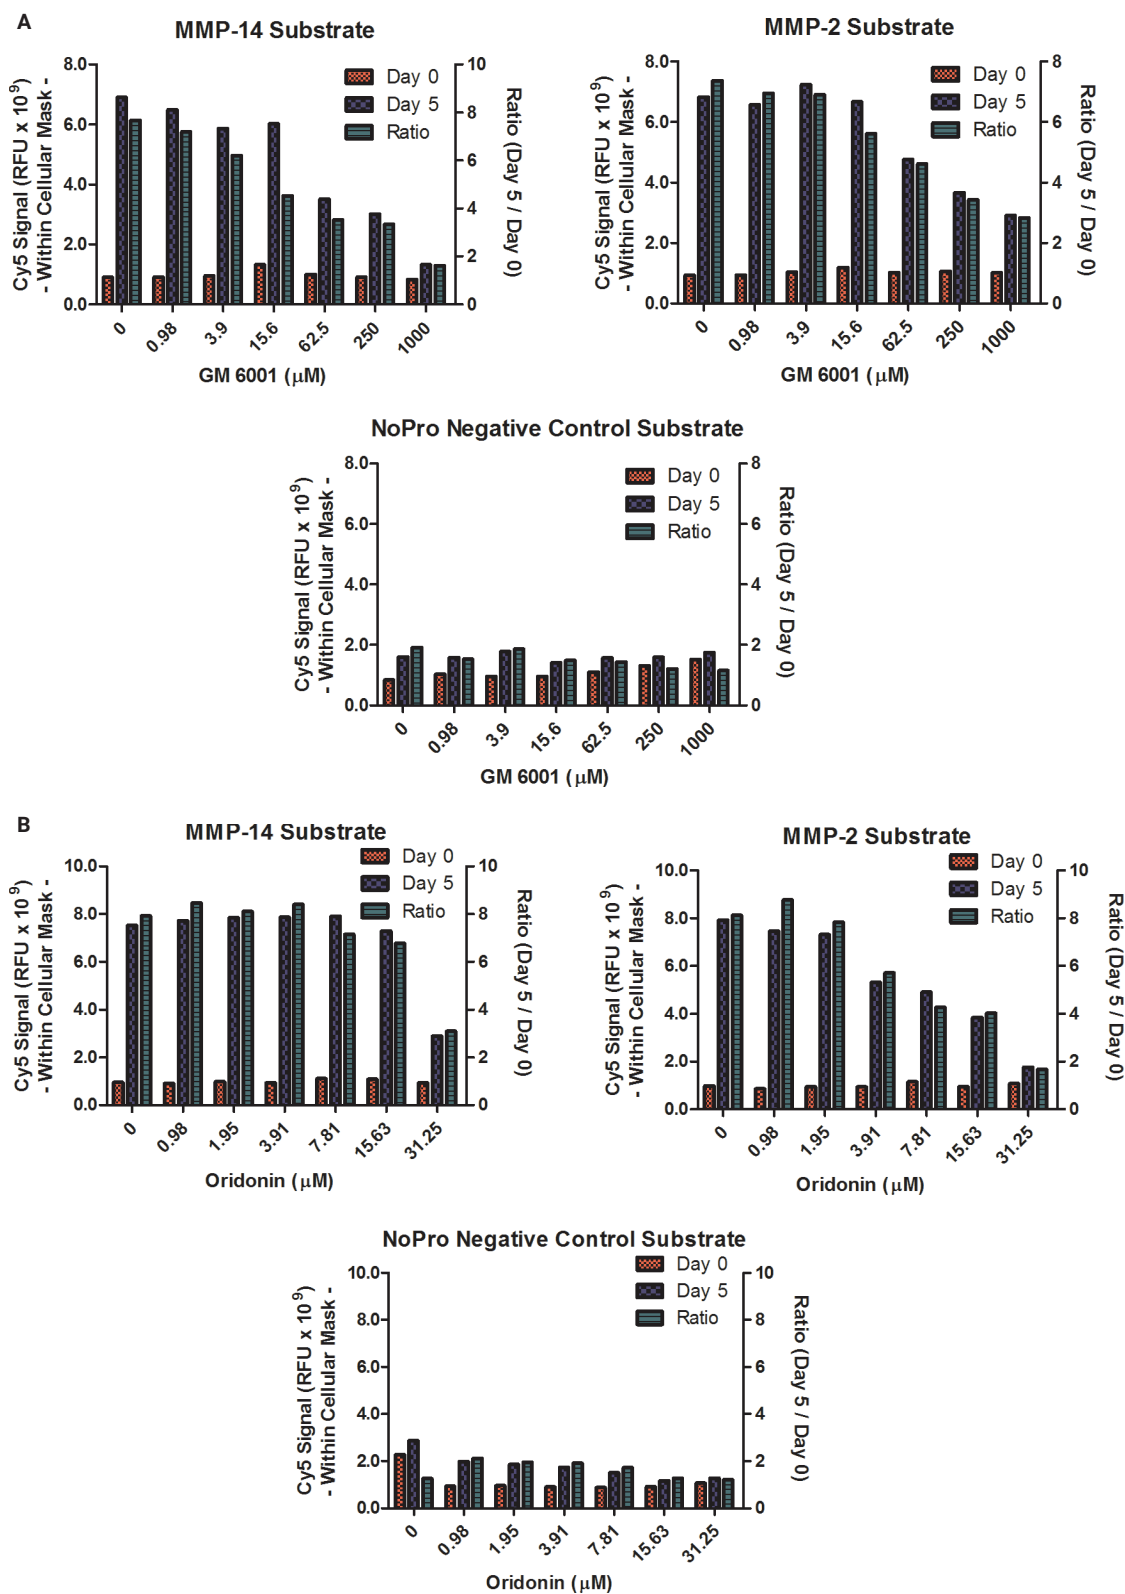 A
MMP-14 Substrate
Cy5 Signal (RFU x 10^9)
- Within Cellular Mask -
8.0
6.0
4.0
2.0
0.0
Day 0
Day 5
Ratio
10
8
6
4
2
0
Ratio (Day 5 / Day 0)
0 0.98 3.9 15.6 62.5 250 1000
GM 6001 (μM)
MMP-2 Substrate
Cy5 Signal (RFU x 10^9)
- Within Cellular Mask -
8.0
6.0
4.0
2.0
0.0
Day 0
Day 5
Ratio
8
6
4
2
0
Ratio (Day 5 / Day 0)
0 0.98 3.9 15.6 62.5 250 1000
GM 6001 (μM)
NoPro Negative Control Substrate
Cy5 Signal (RFU x 10^9)
- Within Cellular Mask -
8.0
6.0
4.0
2.0
0.0
Day 0
Day 5
Ratio
8
6
4
2
0
Ratio (Day 5 / Day 0)
0 0.98 3.9 15.6 62.5 250 1000
GM 6001 (μM)
B
MMP-14 Substrate
Cy5 Signal (RFU x 10^9)
- Within Cellular Mask -
10.0
8.0
6.0
4.0
2.0
0.0
Day 0
Day 5
Ratio
10
8
6
4
2
0
Ratio (Day 5 / Day 0)
0 0.98 1.95 3.91 7.81 15.63 31.25
Oridonin (μM)
MMP-2 Substrate
Cy5 Signal (RFU x 10^9)
- Within Cellular Mask -
10.0
8.0
6.0
4.0
2.0
0.0
Day 0
Day 5
Ratio
10
8
6
4
2
0
Ratio (Day 5 / Day 0)
0 0.98 1.95 3.91 7.81 15.63 31.25
Oridonin (μM)
NoPro Negative Control Substrate
Cy5 Signal (RFU x 10^9)
- Within Cellular Mask -
10.0
8.0
6.0
4.0
2.0
0.0
Day 0
Day 5
Ratio
10
8
6
4
2
0
Ratio (Day 5 / Day 0)
0 0.98 1.95 3.91 7.81 15.63 31.25
Oridonin (μM)